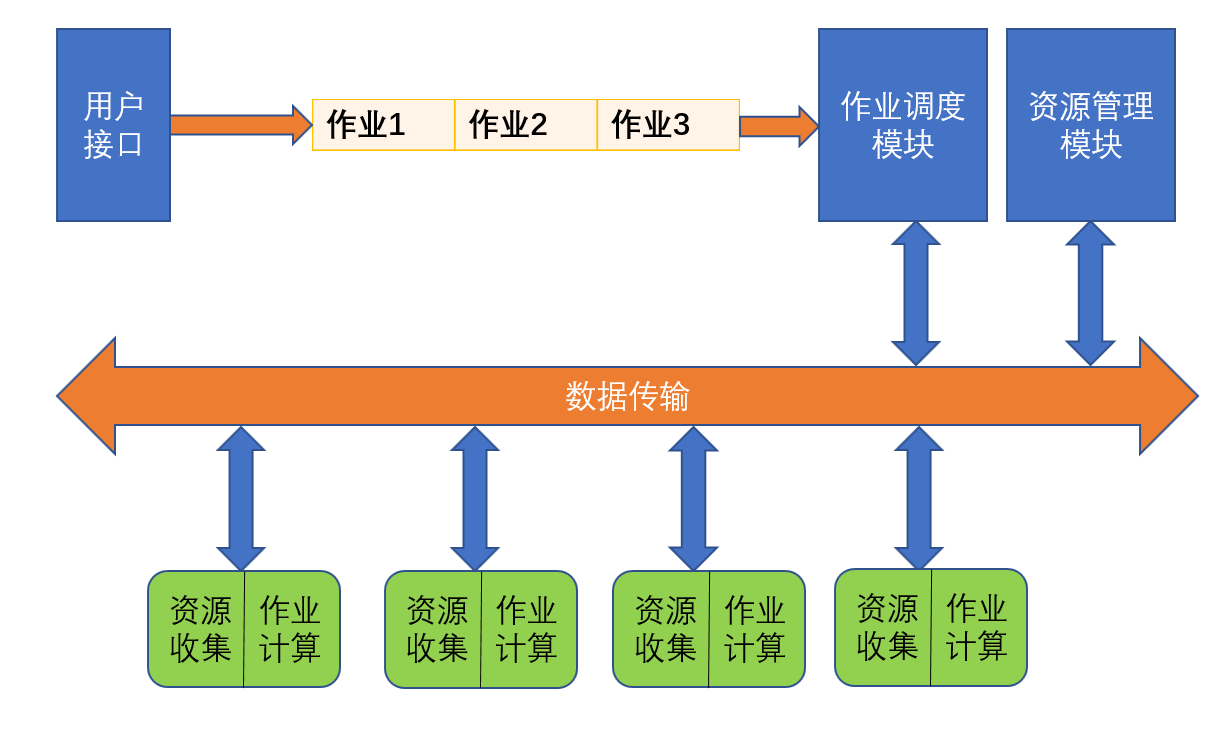 用户
接口
作业1
作业2
作业3
作业调度
模块
资源管理
模块
数据传输
资源
收集
作业
计算
资源
收集
作业
计算
资源
收集
作业
计算
资源
收集
作业
计算